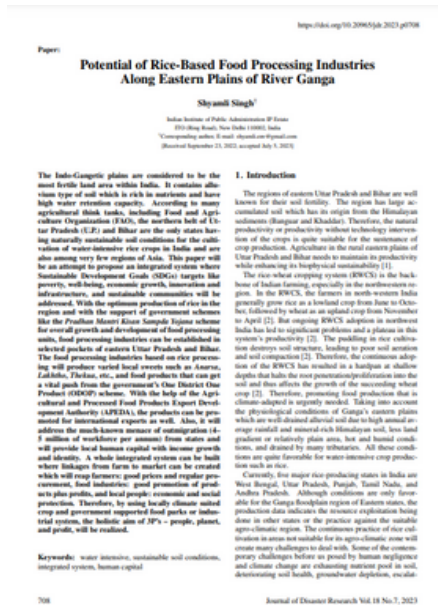 https://doi.org/10.20965/jdr.2023.p0708
Paper:
Potential of Rice-Based Food Processing Industries
Along Eastern Plains of River Ganga
Shyamli Singh†
Indian Institute of Public Administration IP Estate
ITO (Ring Road), New Delhi 110002, India
†Corresponding author, E-mail: shyamli.env@gmail.com
[Received September 23, 2022; accepted July 5, 2023]
The Indo-Gangetic plains are considered to be the
most fertile land area within India. It contains allu-
vium type of soil which is rich in nutrients and have
high water retention capacity. According to many
agricultural think tanks, including Food and Agri-
culture Organization (FAO), the northern belt of Ut-
tar Pradesh (U.P.) and Bihar are the only states hav-
ing naturally sustainable soil conditions for the culti-
vation of water-intensive rice crops in India and are
also among very few regions of Asia. This paper will
be an attempt to propose an integrated system where
Sustainable Development Goals (SDGs) targets like
poverty, well-being, economic growth, innovation and
infrastructure, and sustainable communities will be
addressed. With the optimum production of rice in the
region and with the support of government schemes
like the Pradhan Mantri Kisan Sampda Yojana scheme
for overall growth and development of food processing
units, food processing industries can be established in
selected pockets of eastern Uttar Pradesh and Bihar.
The food processing industries based on rice process-
ing will produce varied local sweets such as Anarsa,
Lakhtho, Thekua, etc., and food products that can get
a vital push from the government's One District One
Product (ODOP) scheme. With the help of the Agri-
cultural and Processed Food Products Export Devel-
opment Authority (APEDA), the products can be pro-
moted for international exports as well. Also, it will
address the much-known menace of outmigration (4–
5 million of workforce per annum) from states and
will provide local human capital with income growth
and identity. A whole integrated system can be built
where linkages from farm to market can be created
which will reap farmers: good prices and regular pro-
curement, food industries: good promotion of prod-
ucts plus profits, and local people: economic and social
protection. Therefore, by using locally climate suited
crop and government supported food parks or indus-
trial system, the holistic aim of 3P's – people, planet,
and profit, will be realized.
Keywords: water intensive, sustainable soil conditions,
integrated system, human capital
1. Introduction
The regions of eastern Uttar Pradesh and Bihar are well
known for their soil fertility. The region has large ac-
cumulated soil which has its origin from the Himalayan
sediments (Bangar and Khaddar). Therefore, the natural
productivity or productivity without technology interven-
tion of the crops is quite suitable for the sustenance of
crop production. Agriculture in the rural eastern plains of
Uttar Pradesh and Bihar needs to maintain its productivity
while enhancing its biophysical sustainability [1].
The rice-wheat cropping system (RWCS) is the back-
bone of Indian farming, especially in the northwestern re-
gion. In the RWCS, the farmers in north-western India
generally grow rice as a lowland crop from June to Octo-
ber, followed by wheat as an upland crop from November
to April [2]. But ongoing RWCS adoption in northwest
India has led to significant problems and a plateau in this
system's productivity [2]. The puddling in rice cultiva-
tion destroys soil structure, leading to poor soil aeration
and soil compaction [2]. Therefore, the continuous adop-
tion of the RWCS has resulted in a hardpan at shallow
depths that halts the root penetration/proliferation into the
soil and thus affects the growth of the succeeding wheat
crop [2]. Therefore, promoting food production that is
climate-adapted is urgently needed. Taking into account
the physiological conditions of Ganga's eastern plains
which are well-drained alluvial soil due to high annual av-
erage rainfall and mineral-rich Himalayan soil, less land
gradient or relatively plain area, hot and humid condi-
tions, and drained by many tributaries. All these condi-
tions are quite favorable for water-intensive crop produc-
tion such as rice.
Currently, five major rice-producing states in India are
West Bengal, Uttar Pradesh, Punjab, Tamil Nadu, and
Andhra Pradesh. Although conditions are only favor-
able for the Ganga floodplain region of Eastern states, the
production data indicates the resource exploitation being
done in other states or the practice against the suitable
agro-climatic region. The continuous practice of rice cul-
tivation in areas not suitable for its agro-climatic zone will
create many challenges to deal with. Some of the contem-
porary challenges before us posed by human negligence
and climate change are exhausting nutrient pool in soil,
deteriorating soil health, groundwater depletion, escalat-
708
Journal of Disaster Research Vol.18 No.7, 2023